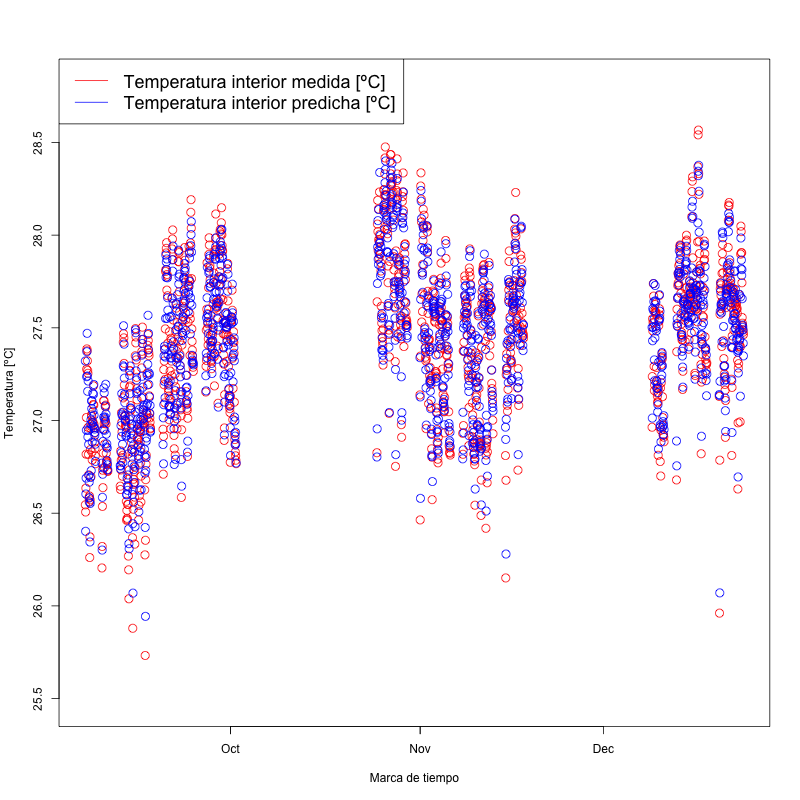 Temperatura interior medida [ºC]
Temperatura interior predicha [ºC]
Temperatura [ºC]
28.5
28.0
27.5
27.0
26.5
26.0
25.5
Oct
Nov
Dec
Marca de tiempo